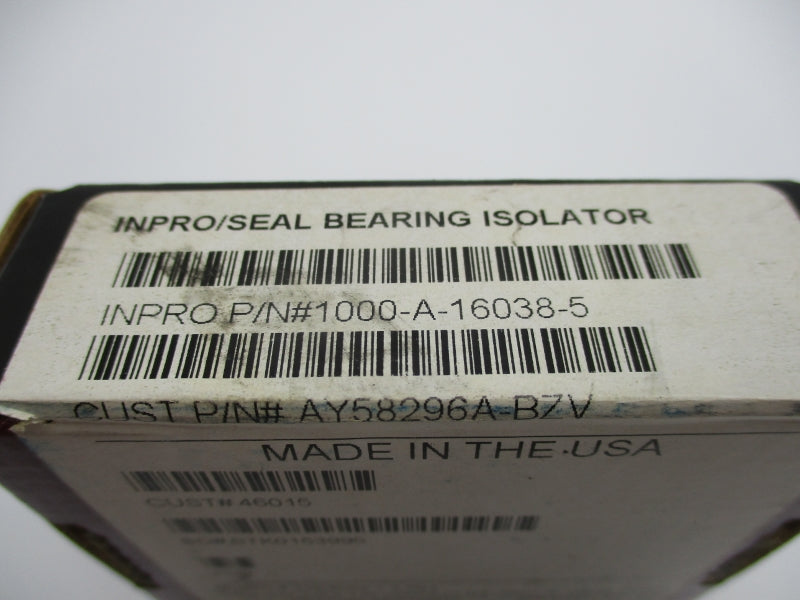 INPRO/SEAL BEARING ISOLATOR
INPRO P/N#1000-A-16038-5
CUST P/N# AY58296A-BZV
MADE IN THE USA
CUST# 46015